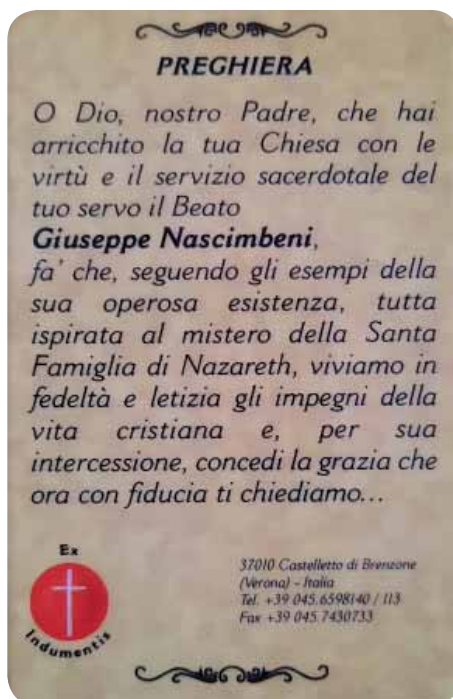 PREGHIERA
O Dio, nostro Padre, che hai
arricchito la tua Chiesa con le
virtù e il servizio sacerdotale del
tuo servo il Beato
Giuseppe Nascimbeni,
fa' che, seguendo gli esempi della
sua operosa esistenza, tutta
ispirata al mistero della Santa
Famiglia di Nazareth, viviamo in
fedeltà e letizia gli impegni della
vita cristiana e, per sua
intercessione, concedi la grazia che
ora con fiducia ti chiediamo...
Ex
Indumentis
37010 Castelletto di Brenzone
(Verona) - Italia
Tel. +39 045.6598140 / 113
Fax +39 045.7430733